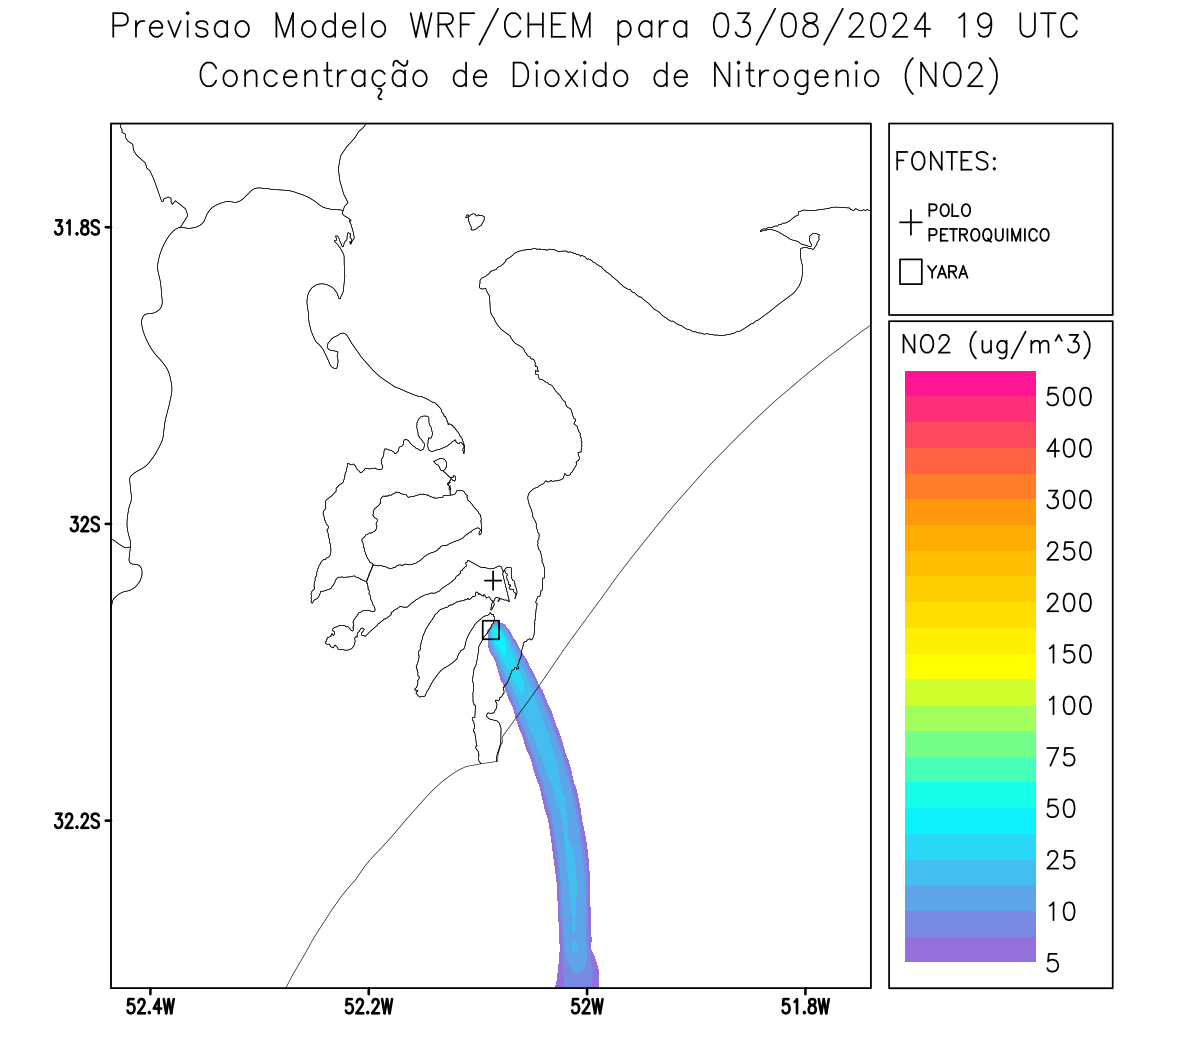 Previsao Modelo WRF/CHEM para 03/08/2024 19 UTC
Concentração de Dioxido de Nitrogenio (NO2)
FONTES:
POLO
PETROQUIMICO
YARA
NO2 (ug/m^3)
500
400
300
250
200
150
100
75
50
25
10
5
31.8S
32S
32.2S
52.4W
52.2W
52W
51.8W